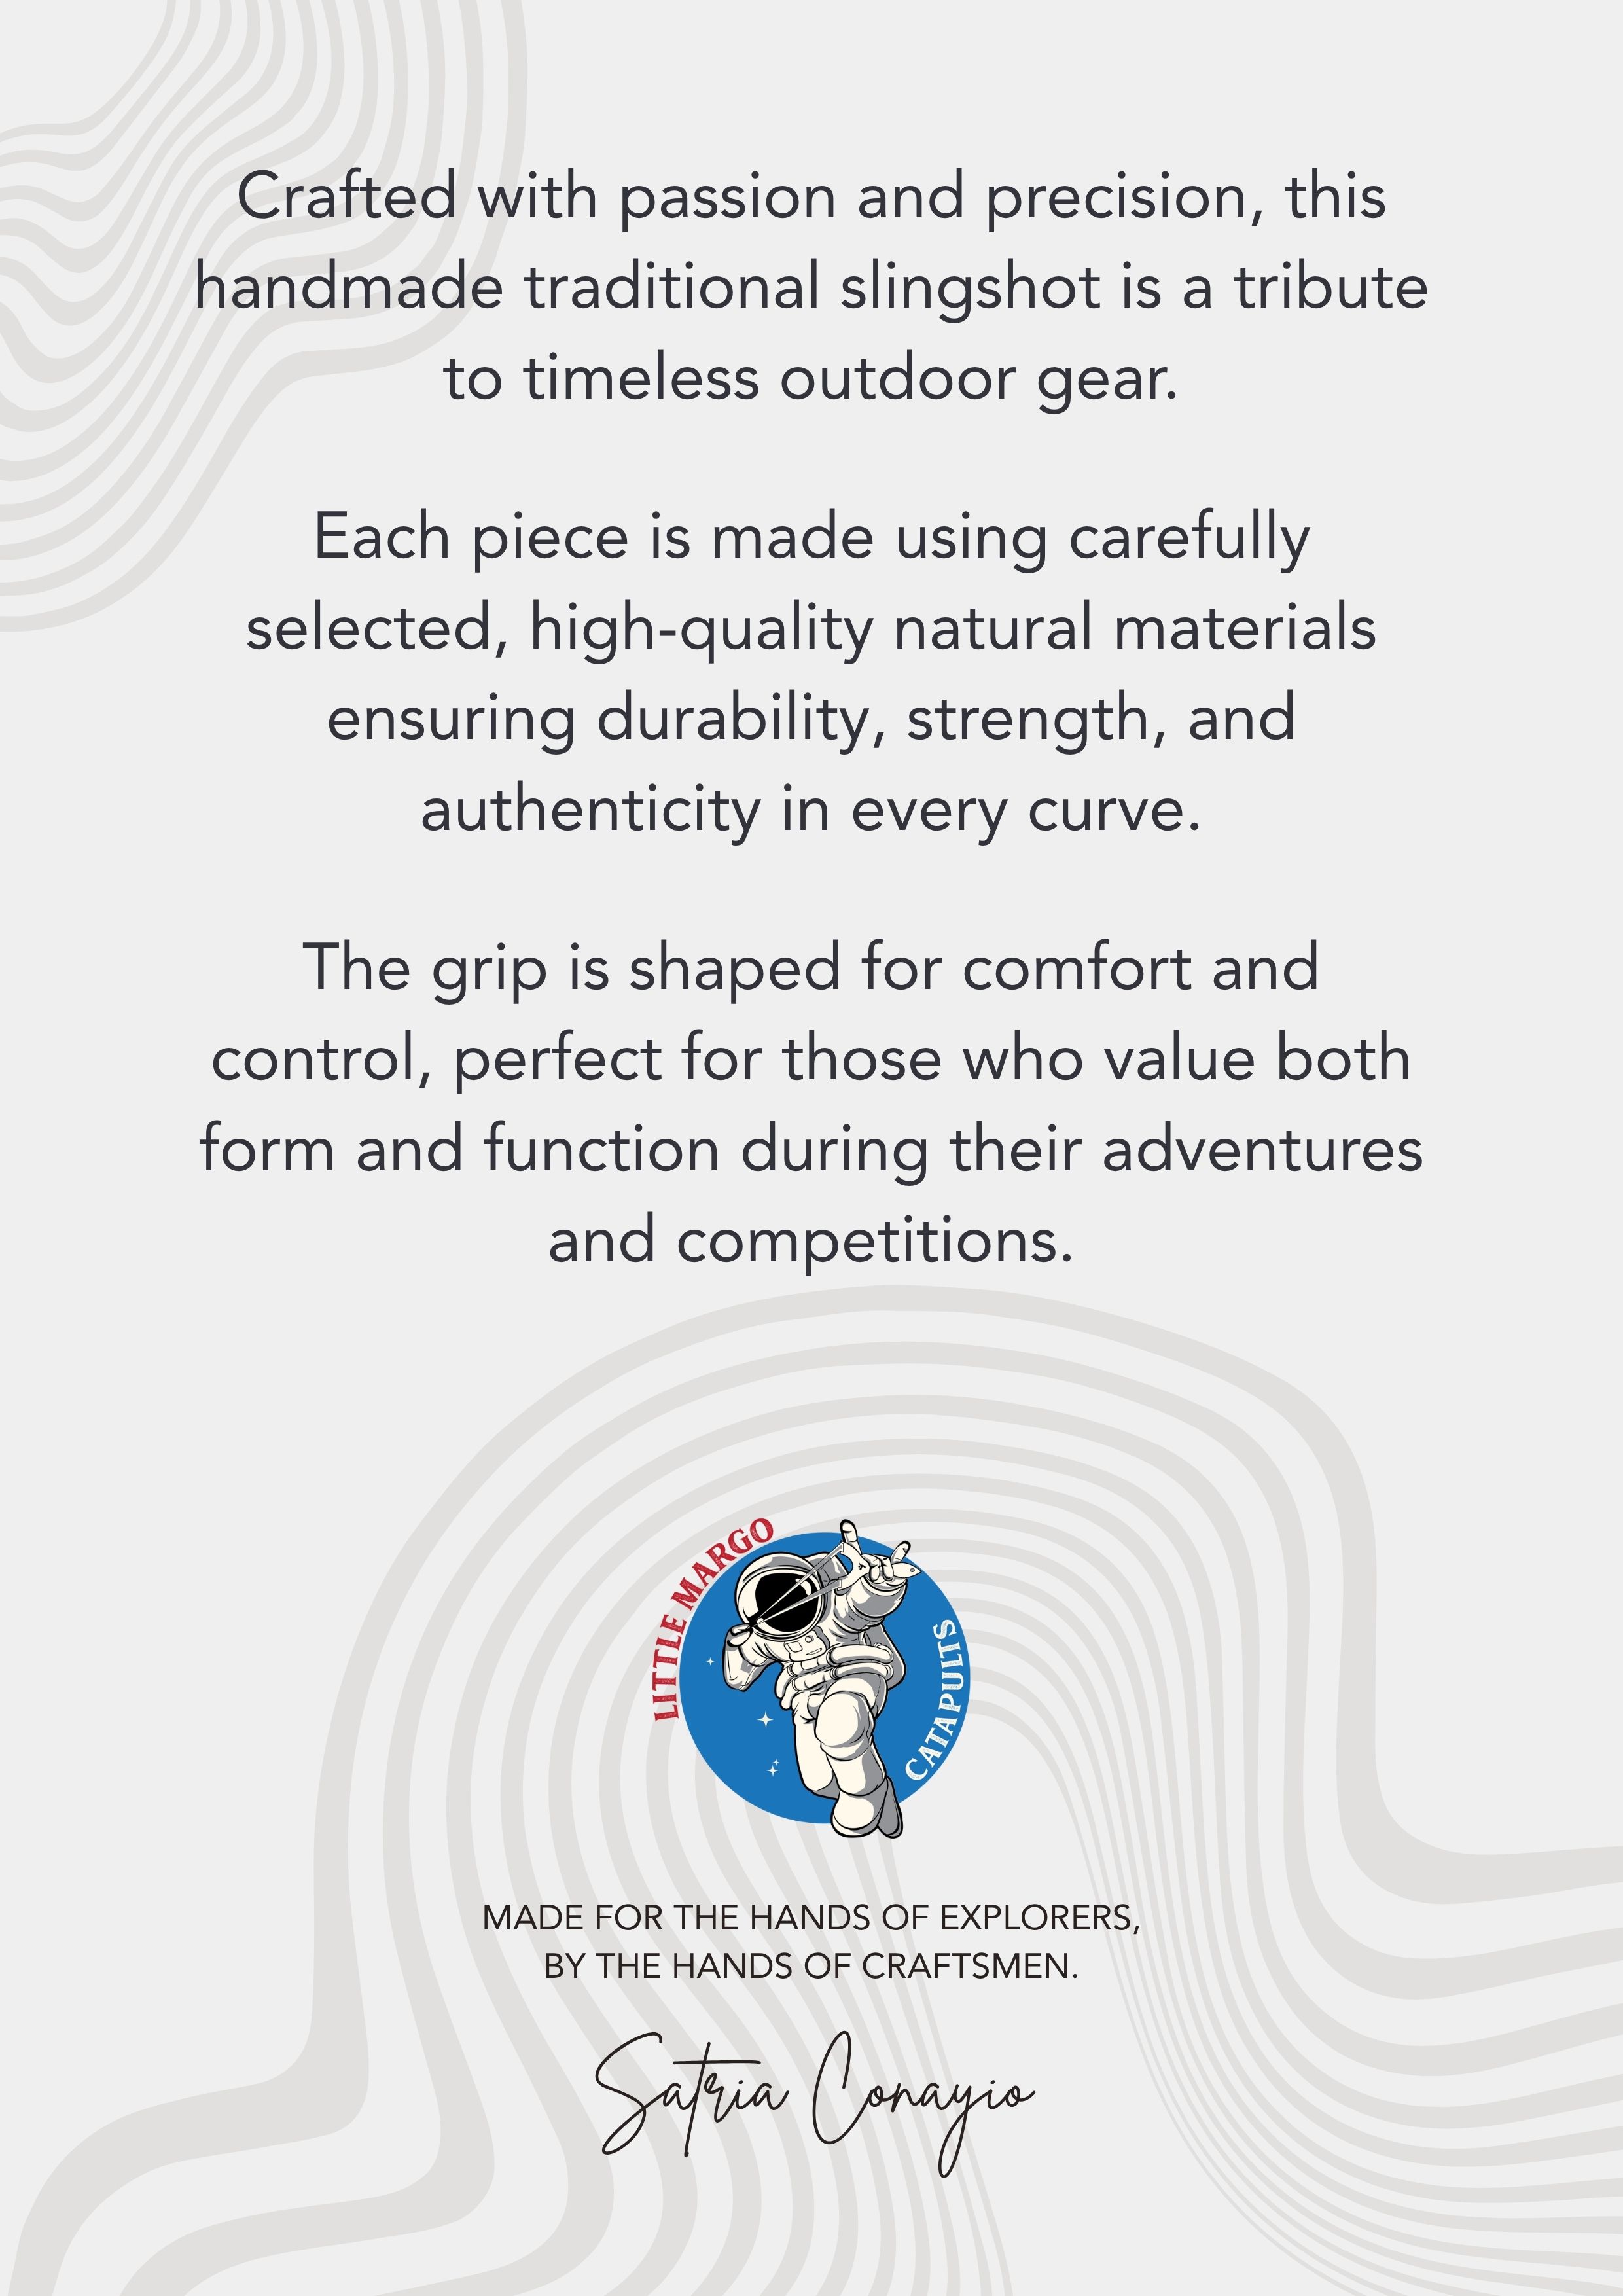 Crafted with passion and precision, this
handmade traditional slingshot is a tribute
to timeless outdoor gear.
Each piece is made using carefully
selected, high-quality natural materials
ensuring durability, strength, and
authenticity in every curve.
The grip is shaped for comfort and
control, perfect for those who value both
form and function during their adventures
and competitions.
LITTLE MARGO
CATAPULTS
MADE FOR THE HANDS OF EXPLORERS,
BY THE HANDS OF CRAFTSMEN.
Satria Conayio